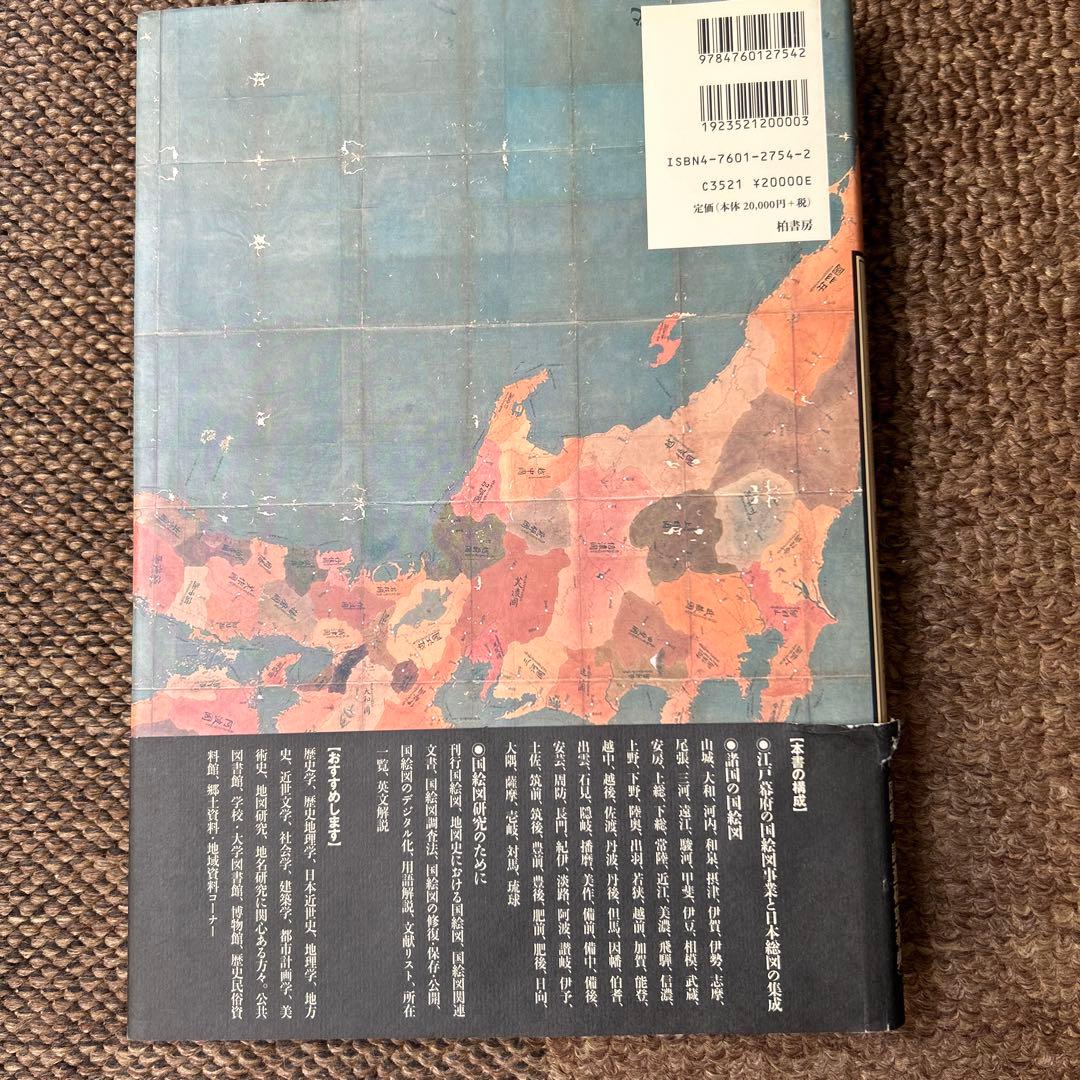 9784760127542
1923521200003
ISBN4-7601-2754-2
C3521 ¥20000E
定価(本体 20,000円+税)
柏書房
【本書の構成】
●江戸幕府の国絵図事業と日本総図の集成
●諸国の国絵図
山城、大和、河内、和泉、摂津、伊賀、伊勢、志摩、
尾張、三河、遠江、駿河、甲斐、伊豆、相模、武蔵、
安房、上総、下総、常陸、近江、美濃、飛騨、信濃、
上野、下野、陸奥、出羽、若狭、越前、加賀、能登、
越中、越後、佐渡、丹波、丹後、但馬、因幡、伯耆、
出雲、石見、隠岐、播磨、美作、備前、備中、備後、
安芸、周防、長門、紀伊、淡路、阿波、讃岐、伊予、
土佐、筑前、筑後、豊前、豊後、肥前、肥後、日向、
大隅、薩摩、壱岐、対馬、琉球
●国絵図研究のために
刊行国絵図、地図史における国絵図、国絵図関連
文書、国絵図調査法、国絵図の修復・保存・公開、
国絵図のデジタル化、用語解説、文献リスト、所在
一覧、英文解説
【おすすめします】
歴史学、歴史地理学、日本近世史、地理学、地方
史、近世文学、社会学、建築学、都市計画学、美
術史、地図研究、地名研究に関心ある方々。公共
図書館、学校・大学図書館、博物館、歴史民俗資
料館、郷土資料・地域資料コーナー
越中国
大和国
阿波国